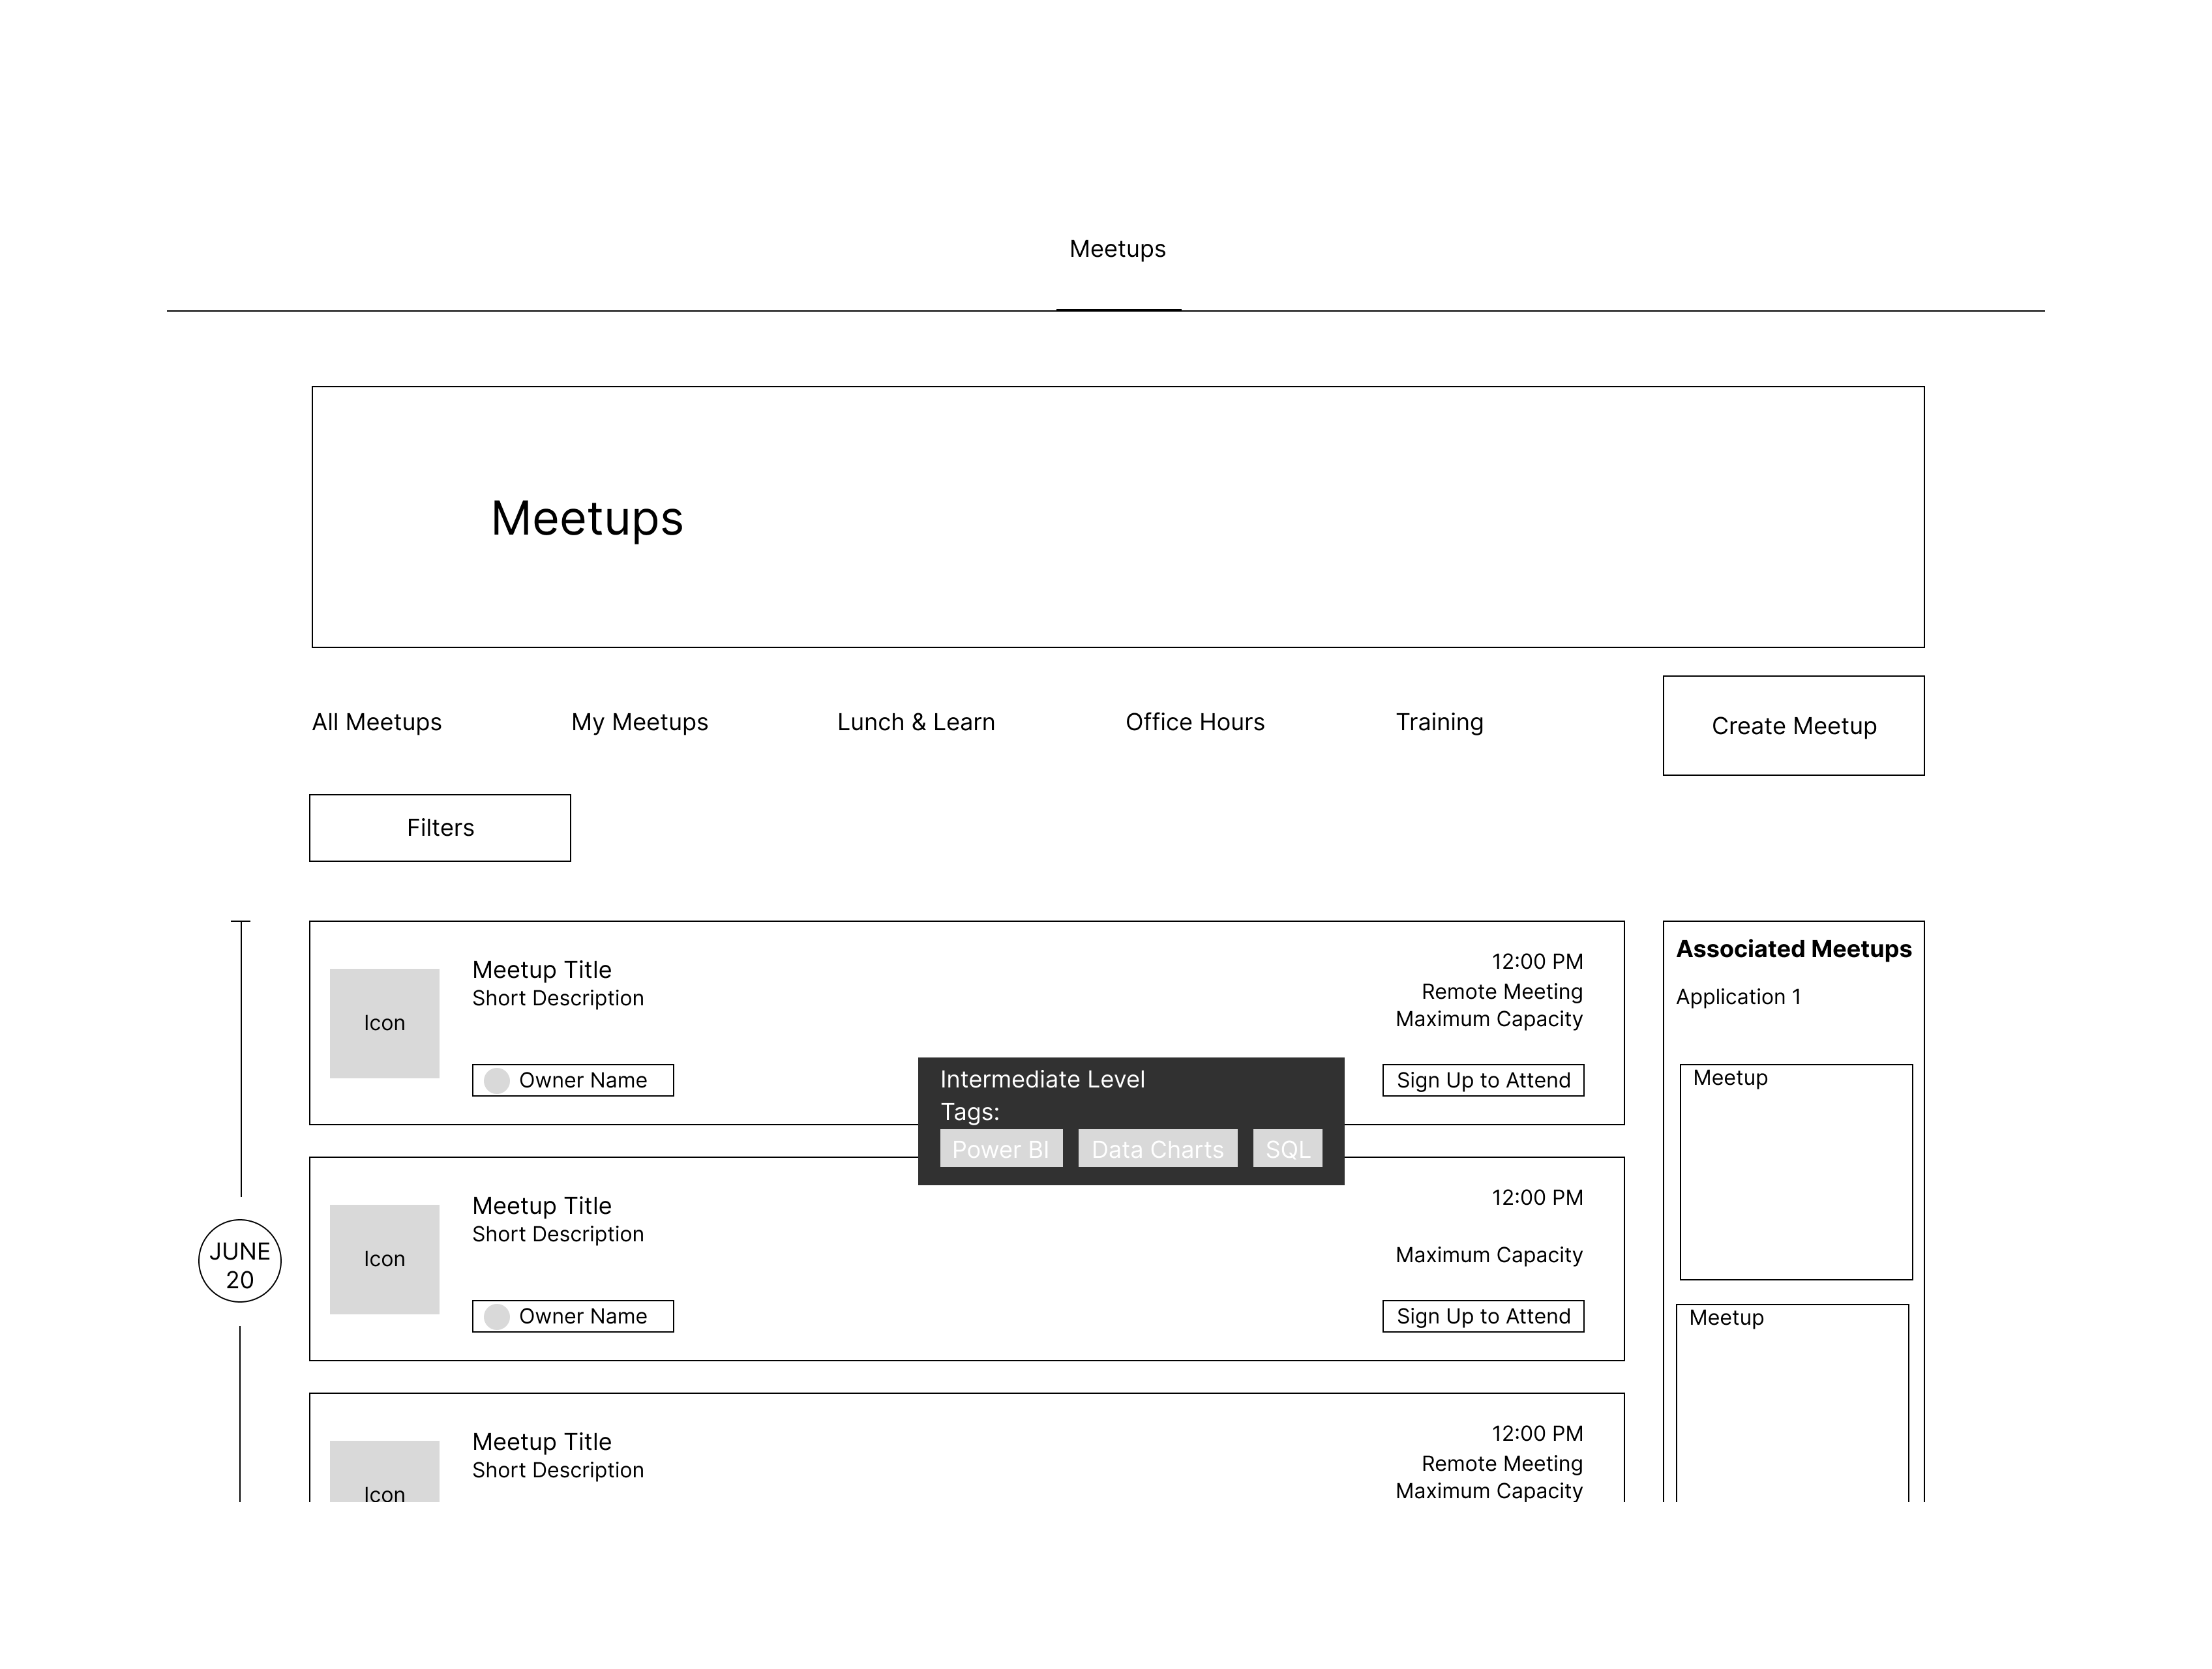 Meetups
Meetups
All Meetups
My Meetups
Lunch & Learn
Office Hours
Training
Create Meetup
Filters
Icon
Meetup Title
Short Description
Owner Name
12:00 PM
Remote Meeting
Maximum Capacity
Sign Up to Attend
Intermediate Level
Tags:
Power BI
Data Charts
SQL
JUNE
20
Icon
Meetup Title
Short Description
Owner Name
12:00 PM
Maximum Capacity
Sign Up to Attend
Icon
Meetup Title
Short Description
12:00 PM
Remote Meeting
Maximum Capacity
Associated Meetups
Application 1
Meetup
Meetup